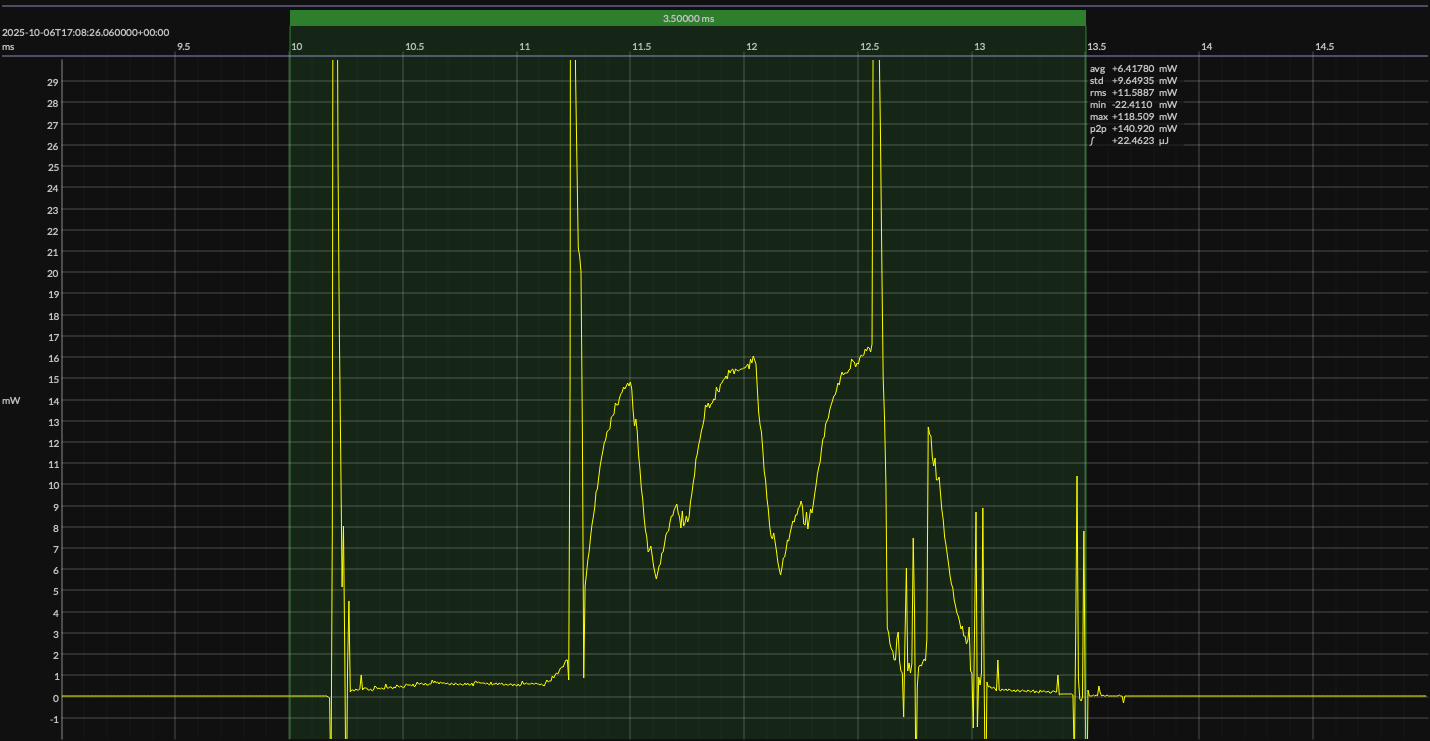 3.50000 ms
2025-10-06T17:08:26.060000+00:00
ms 9.5 10 10.5 11 11.5 12 12.5 13 13.5 14 14.5
avg +6.41780 mW
std +9.64935 mW
rms +11.5887 mW
min -22.4110 mW
max +118.509 mW
p2p +140.920 mW
∫ +22.4623 µJ
29
28
27
26
25
24
23
22
21
20
19
18
17
16
15
mW 14
13
12
11
10
9
8
7
6
5
4
3
2
1
0
-1